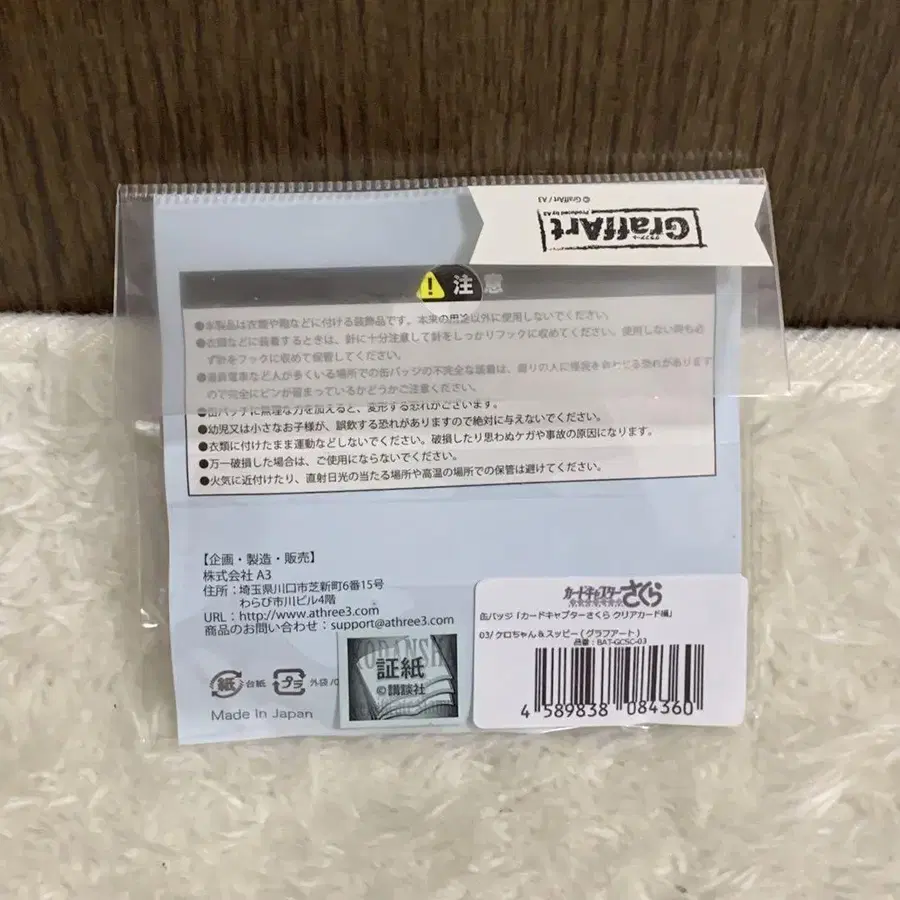 © GraffArt / A3
Produced by A3
グラフアート
GraffArt
注意
●本製品は衣類や鞄などに付ける装飾品です。本来の用途以外に使用しないでください。
●衣類などに装着するときは、針に十分注意して針をしっかりフックに収めてください。使用しない時も必
ず針をフックに収めて保管してください。
●満員電車など人が多くいる場所での缶バッジの不完全な装着は、周りの人に怪我を負わせる恐れがあります
ので完全にピンが留まっているかどうかご注意ください。
●缶バッチに無理な力を加えると、変形する恐れがございます。
●幼児又は小さなお子様が、誤飲する恐れがありますので絶対に与えないでください。
●衣類に付けたまま運動などしないでください。破損したり思わぬケガや事故の原因になります。
●万一破損した場合は、ご使用にならないでください。
●火気に近付けたり、直射日光の当たる場所や高温の場所での保管は避けてください。
【企画・製造・販売】
株式会社 A3
住所：埼玉県川口市芝新町6番15号
わらび市川ビル4階
URL：http://www.athree3.com
商品のお問い合わせ：support@athree3.com
紙 台紙 プラ 外袋
Made In Japan
KODANSHA
証紙
©講談社
カードキャプターさくら
缶バッジ「カードキャプターさくら クリアカード編」
03/ ケロちゃん＆スッピー ( グラフアート )
品番：BAT-GCSC-03
4 589838 084360